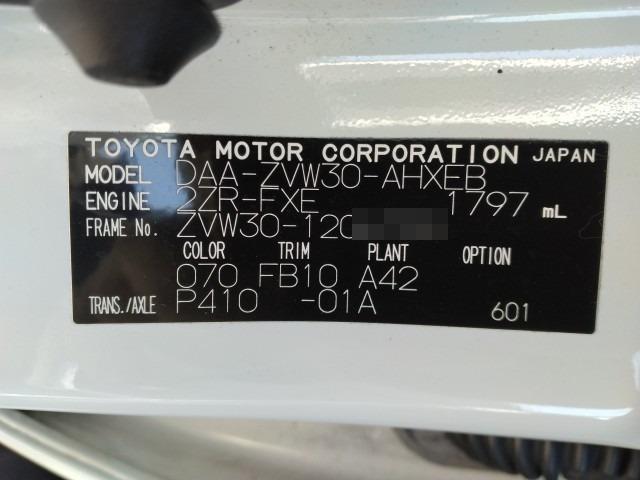 TOYOTA MOTOR CORPORATION JAPAN
MODEL DAA-ZVW30-AHXEB
ENGINE 2ZR-FXE 1797 mL
FRAME No. ZVW30-120
COLOR TRIM PLANT OPTION
070 FB10 A42
TRANS./AXLE P410 -01A 601